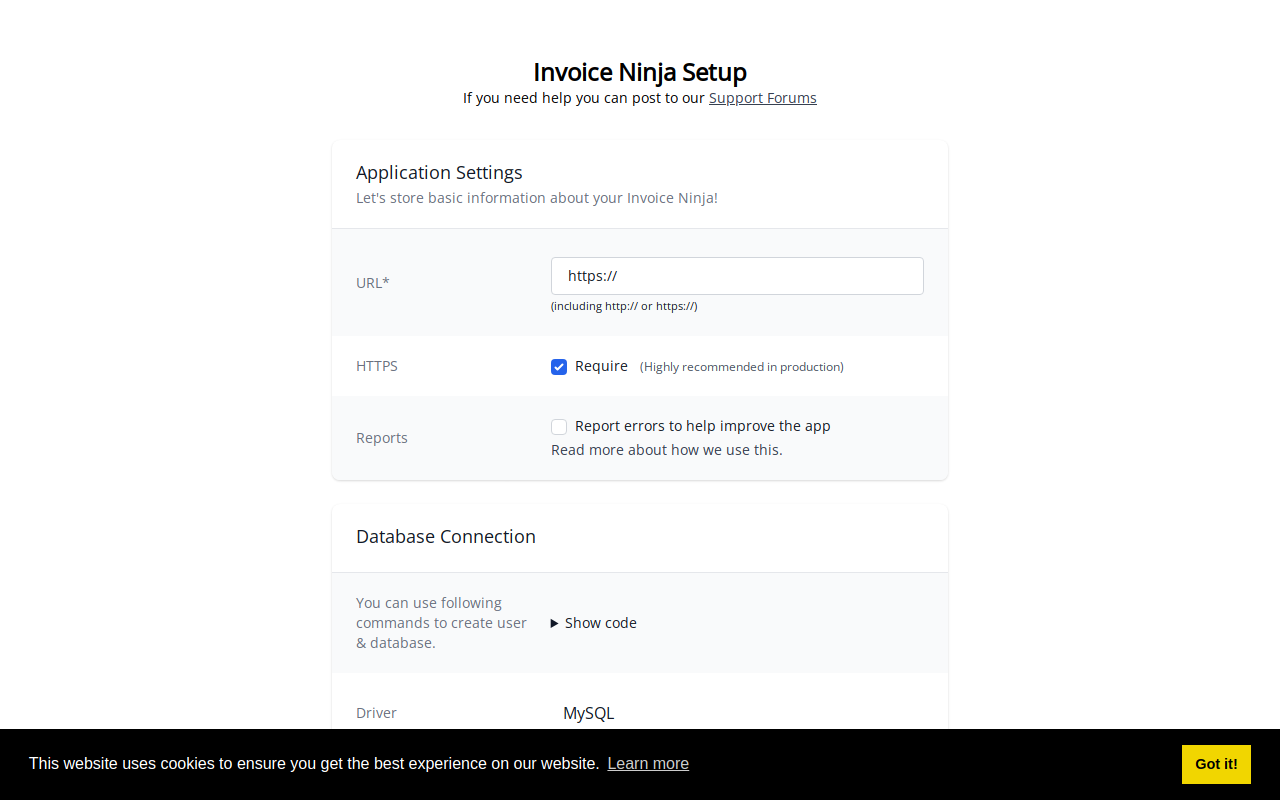 Invoice Ninja Setup
If you need help you can post to our Support Forums
Application Settings
Let's store basic information about your Invoice Ninja!
URL*
https://
(including http:// or https://)
HTTPS
Require (Highly recommended in production)
Reports
Report errors to help improve the app
Read more about how we use this.
Database Connection
You can use following
commands to create user
& database.
Show code
Driver
MySQL
This website uses cookies to ensure you get the best experience on our website. Learn more
Got it!